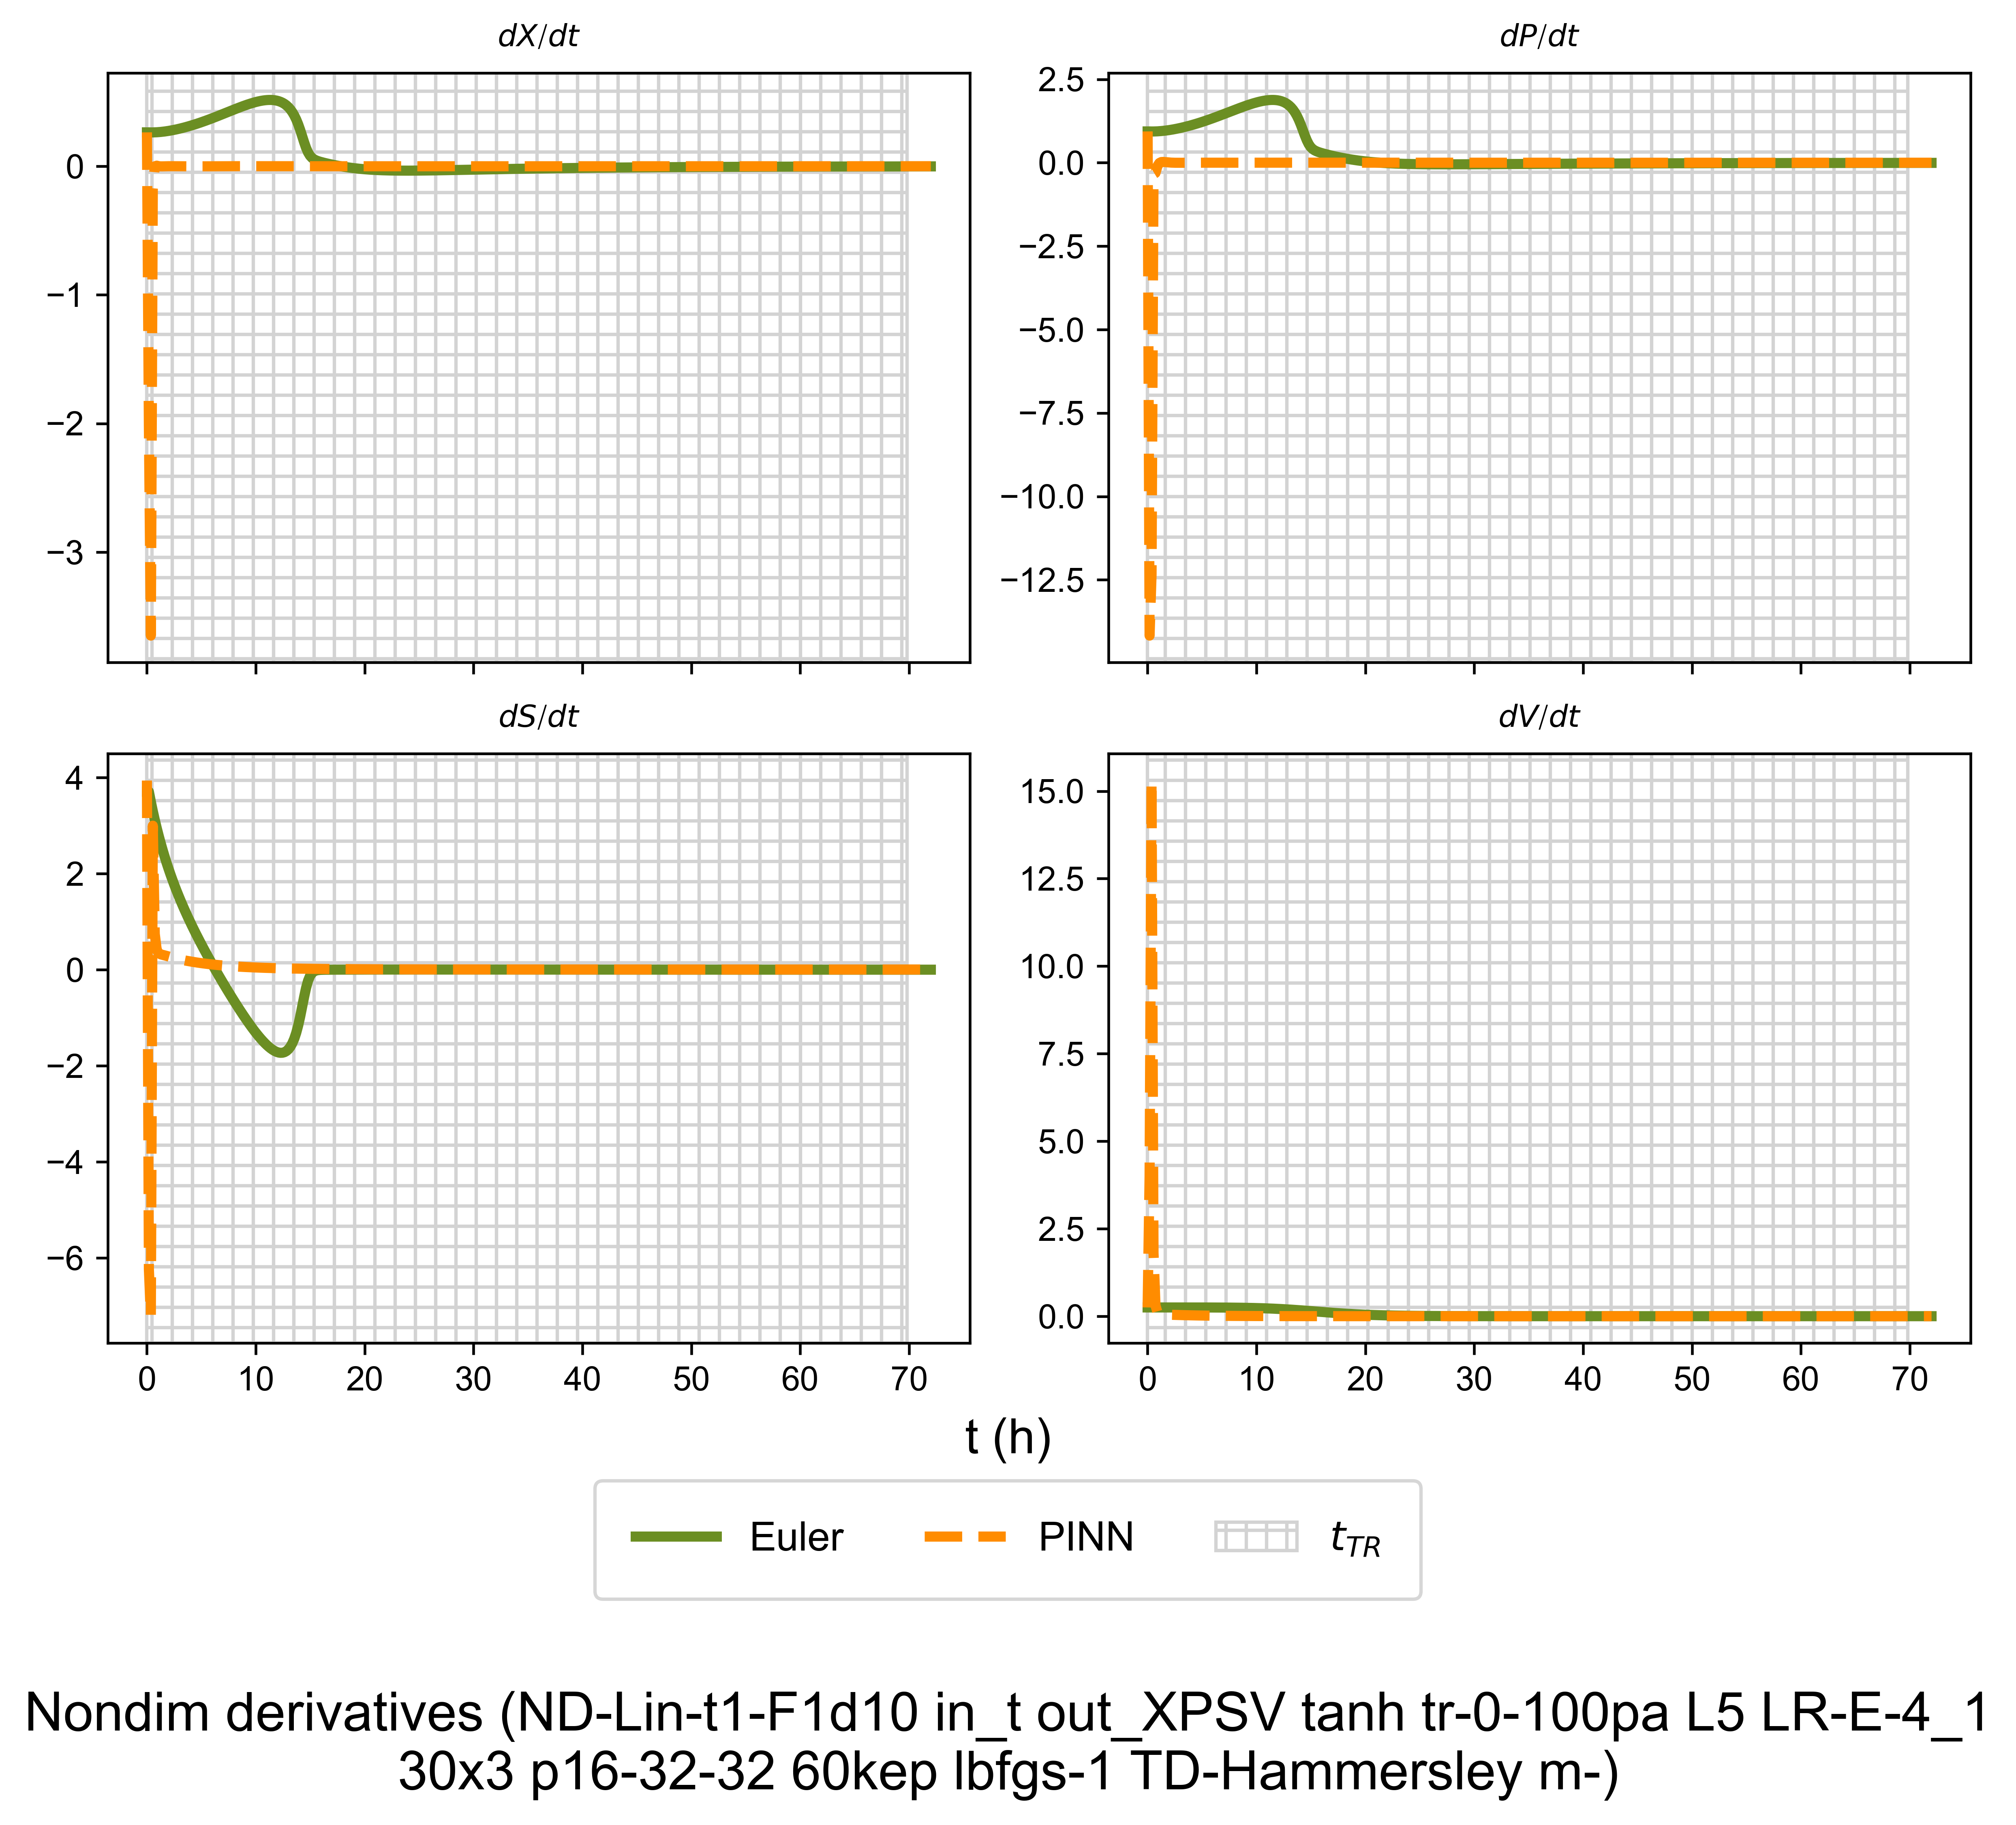 dX/dt
dP/dt
0
−1
−2
−3
2.5
0.0
−2.5
−5.0
−7.5
−10.0
−12.5
dS/dt
dV/dt
4
2
0
−2
−4
−6
15.0
12.5
10.0
7.5
5.0
2.5
0.0
0 10 20 30 40 50 60 70
0 10 20 30 40 50 60 70
t (h)
Euler PINN t_TR
Nondim derivatives (ND-Lin-t1-F1d10 in_t out_XPSV tanh tr-0-100pa L5 LR-E-4_1
30x3 p16-32-32 60kep lbfgs-1 TD-Hammersley m-)